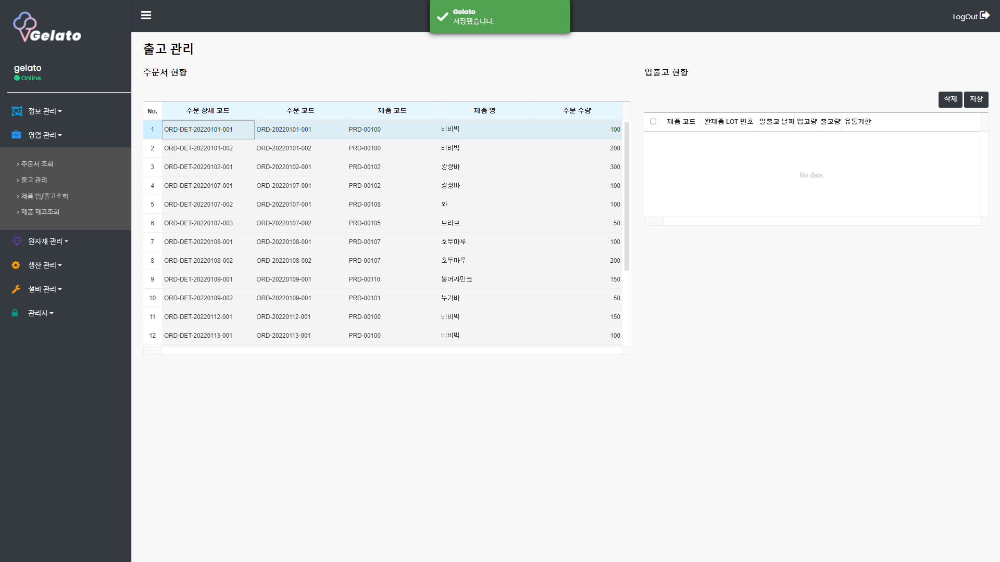 Gelato
gelato
Online
정보 관리
영업 관리
> 주문서 조회
> 출고 관리
> 제품 입/출고조회
> 제품 재고조회
원자재 관리
생산 관리
설비 관리
관리자
Gelato
저장됐습니다.
LogOut
출고 관리
주문서 현황
No. 주문 상세 코드 주문 코드 제품 코드 제품 명 주문 수량
1 ORD-DET-20220101-001 ORD-20220101-001 PRD-00100 비비빅 100
2 ORD-DET-20220101-002 ORD-20220101-002 PRD-00100 비비빅 200
3 ORD-DET-20220102-001 ORD-20220102-001 PRD-00102 쌍쌍바 300
4 ORD-DET-20220107-001 ORD-20220107-001 PRD-00102 쌍쌍바 100
5 ORD-DET-20220107-002 ORD-20220107-001 PRD-00108 와 100
6 ORD-DET-20220107-003 ORD-20220107-002 PRD-00105 브라보 50
7 ORD-DET-20220108-001 ORD-20220108-001 PRD-00107 호두마루 100
8 ORD-DET-20220108-002 ORD-20220108-002 PRD-00107 호두마루 200
9 ORD-DET-20220109-001 ORD-20220109-001 PRD-00110 붕어싸만코 150
10 ORD-DET-20220109-002 ORD-20220109-001 PRD-00101 누가바 50
11 ORD-DET-20220112-001 ORD-20220112-001 PRD-00100 비비빅 150
12 ORD-DET-20220113-001 ORD-20220113-001 PRD-00100 비비빅 100
입출고 현황
삭제 저장
제품 코드 완제품 LOT 번호 일출고 날짜 입고량 출고량 유통기한
No data.